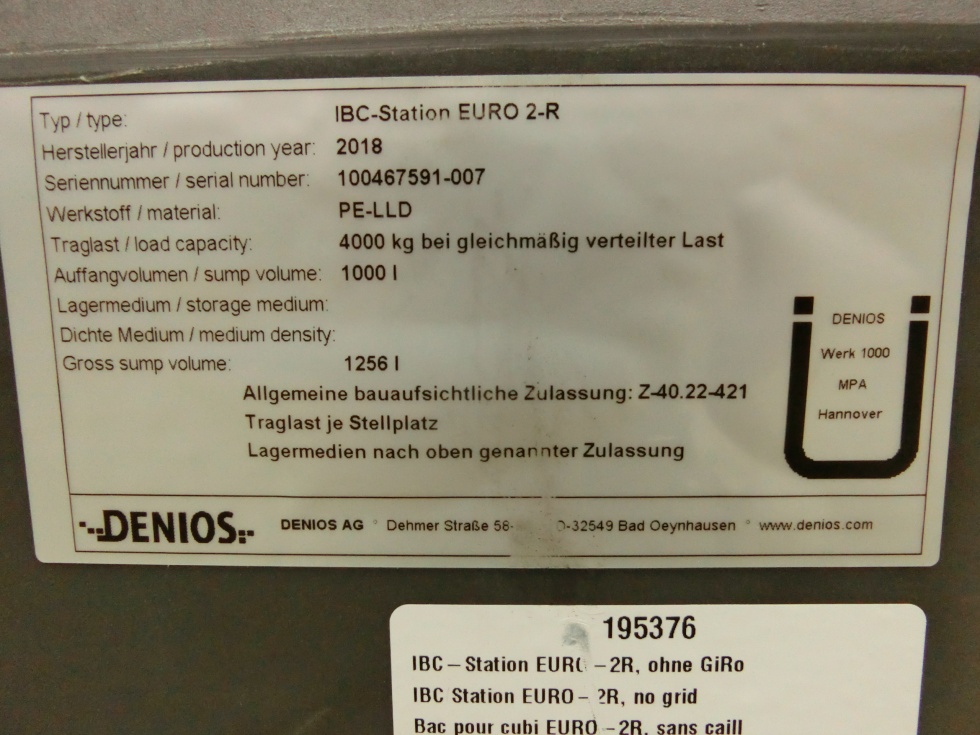 Typ / type: IBC-Station EURO 2-R
Herstellerjahr / production year: 2018
Seriennummer / serial number: 100467591-007
Werkstoff / material: PE-LLD
Traglast / load capacity: 4000 kg bei gleichmäßig verteilter Last
Auffangvolumen / sump volume: 1000 l
Lagermedium / storage medium:
Dichte Medium / medium density:
Gross sump volume: 1256 l
Allgemeine bauaufsichtliche Zulassung: Z-40.22-421
Traglast je Stellplatz
Lagermedien nach oben genannter Zulassung
Ü
DENIOS
Werk 1000
MPA
Hannover
DENIOS
DENIOS AG ° Dehmer Straße 58- D-32549 Bad Oeynhausen ° www.denios.com
195376
IBC-Station EURO-2R, ohne GiRo
IBC Station EURO-2R, no grid
Bac pour cubi EURO-2R, sans caill